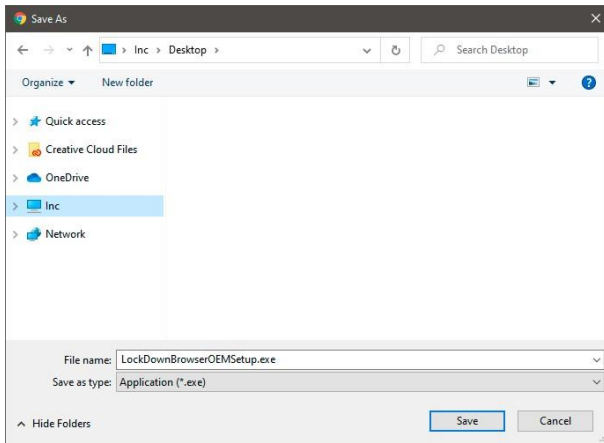 Save As
Inc > Desktop >
Search Desktop
Organize
New folder
Quick access
Creative Cloud Files
OneDrive
Inc
Network
File name: LockDownBrowserOEMSetup.exe
Save as type: Application (*.exe)
Hide Folders
Save
Cancel